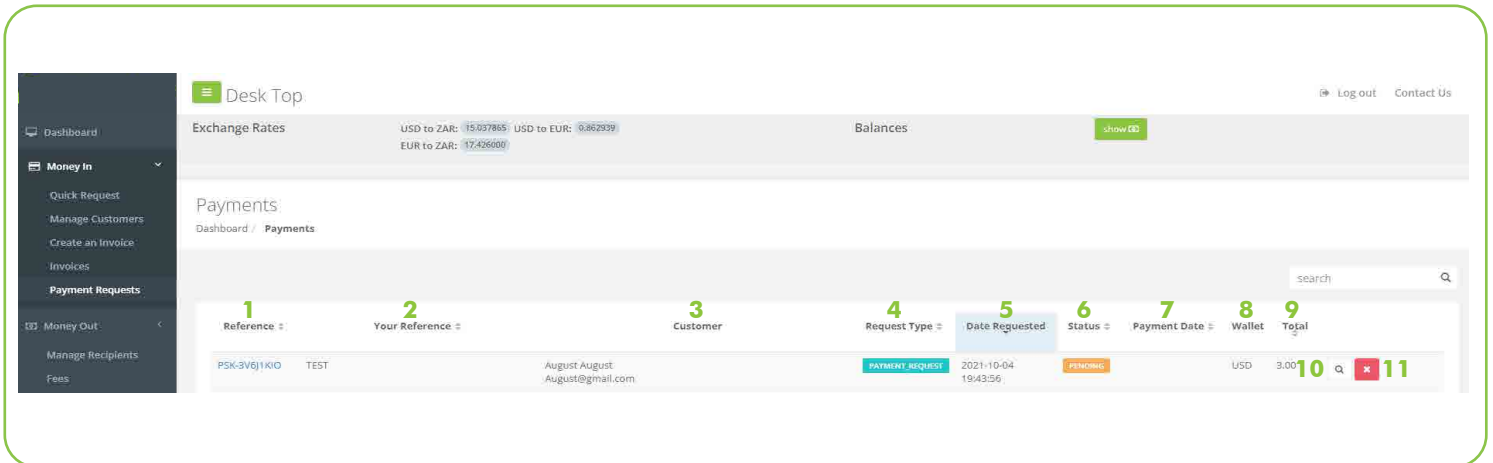 Desk Top
Log out Contact Us
Dashboard
Exchange Rates
USD to ZAR: 15.037865 USD to EUR: 0.862939
EUR to ZAR: 17.426000
Balances
show
Money In
Quick Request
Manage Customers
Create an Invoice
Invoices
Payment Requests
Money Out
Manage Recipients
Fees
Payments
Dashboard / Payments
search
1 2 3 4 5 6 7 8 9
Reference Your Reference Customer Request Type Date Requested Status Payment Date Wallet Total
PSK-3V6J1KIO TEST August August PAYMENT_REQUEST 2021-10-04 PENDING USD 3.00 10 11
August@gmail.com 19:43:56